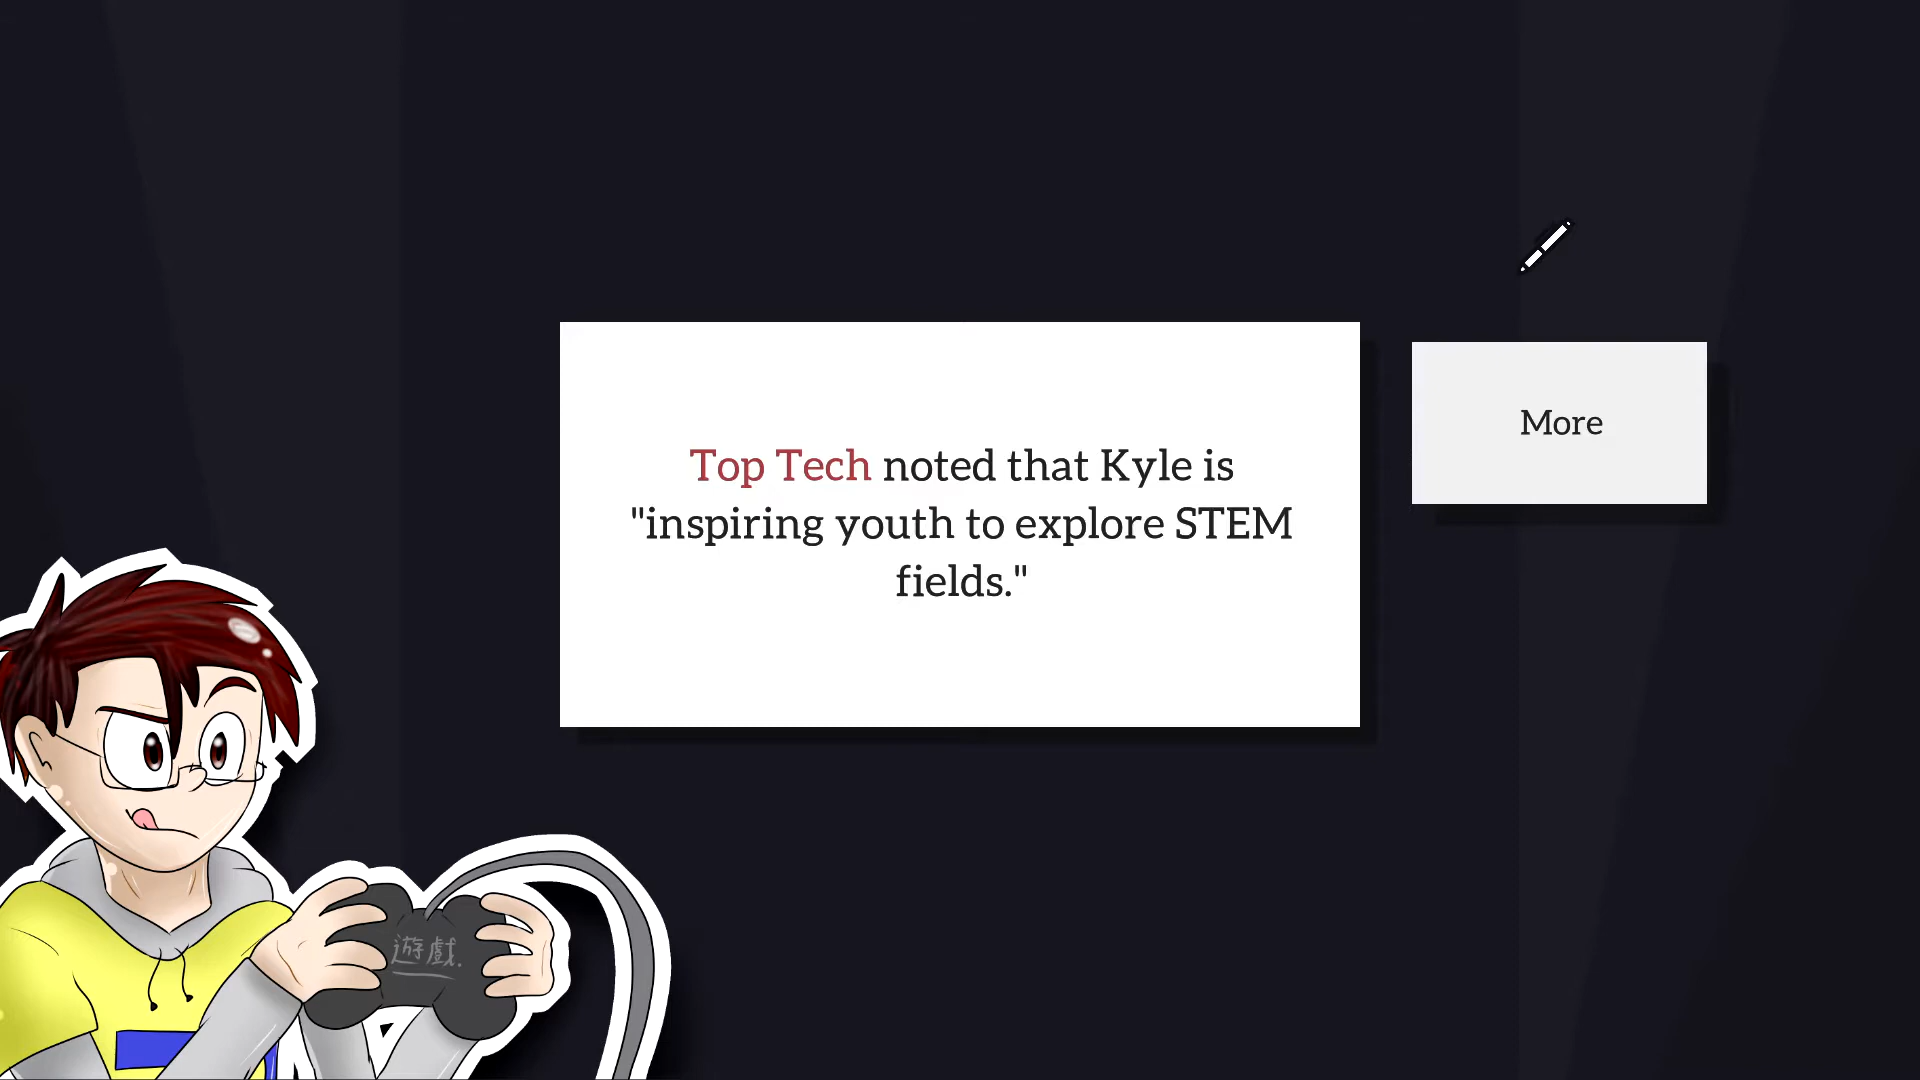 Top Tech noted that Kyle is
"inspiring youth to explore STEM
fields."
More
遊戲.